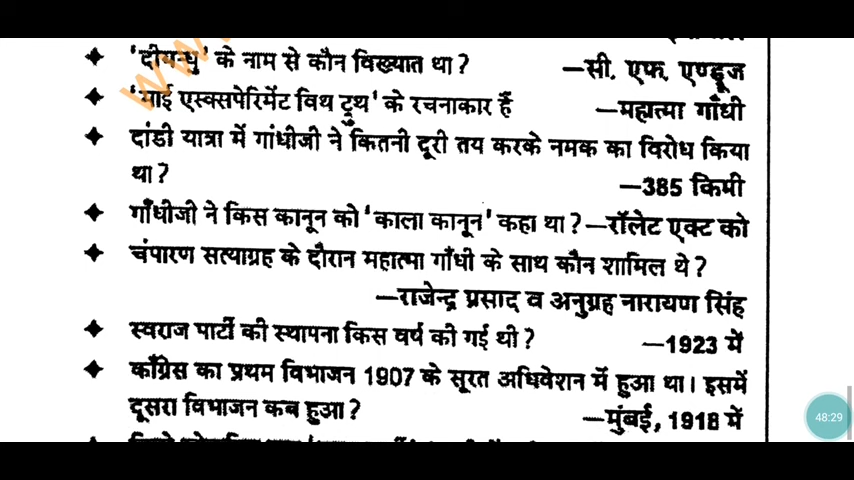 ✦ 'दीयन्धु' के नाम से कौन विख्यात था?
—सी. एफ. एण्ड्रूज
✦ 'माई एस्क्सपेरिमेंट विथ ट्रुथ' के रचनाकार हैं
—महात्मा गाँधी
✦ दांडी यात्रा में गांधीजी ने कितनी दूरी तय करके नमक का विरोध किया
था?
—385 किमी
✦ गाँधीजी ने किस कानून को 'काला कानून' कहा था? —रॉलेट एक्ट को
✦ चंपारण सत्याग्रह के दौरान महात्मा गाँधी के साथ कौन शामिल थे?
—राजेन्द्र प्रसाद व अनुग्रह नारायण सिंह
✦ स्वराज पार्टी की स्थापना किस वर्ष की गई थी?
—1923 में
✦ काँग्रेस का प्रथम विभाजन 1907 के सूरत अधिवेशन में हुआ था। इसमें
दूसरा विभाजन कब हुआ?
—मुंबई, 1918 में
48:29